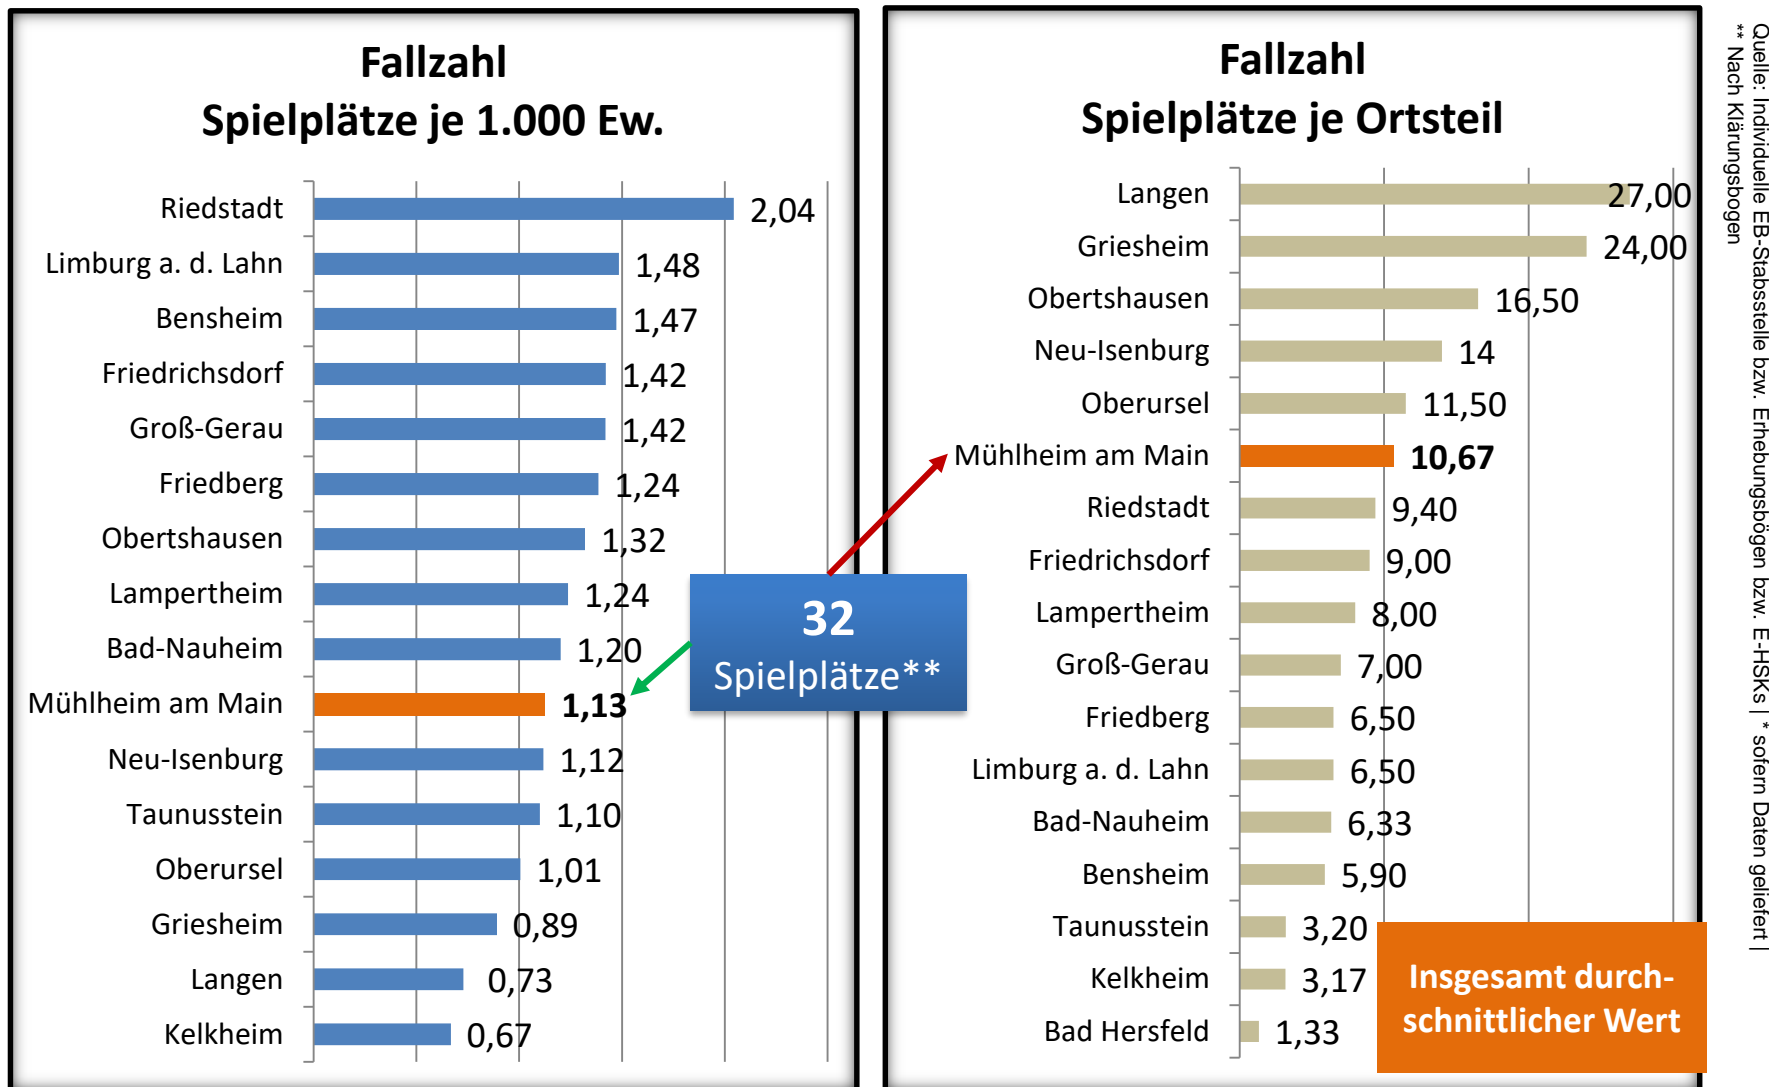 Fallzahl
Spielplätze je 1.000 Ew.
Riedstadt 2,04
Limburg a. d. Lahn 1,48
Bensheim 1,47
Friedrichsdorf 1,42
Groß-Gerau 1,42
Friedberg 1,24
Obertshausen 1,32
Lampertheim 1,24
Bad-Nauheim 1,20
Mühlheim am Main 1,13
Neu-Isenburg 1,12
Taunusstein 1,10
Oberursel 1,01
Griesheim 0,89
Langen 0,73
Kelkheim 0,67
32
Spielplätze**
Fallzahl
Spielplätze je Ortsteil
Langen 27,00
Griesheim 24,00
Obertshausen 16,50
Neu-Isenburg 14
Oberursel 11,50
Mühlheim am Main 10,67
Riedstadt 9,40
Friedrichsdorf 9,00
Lampertheim 8,00
Groß-Gerau 7,00
Friedberg 6,50
Limburg a. d. Lahn 6,50
Bad-Nauheim 6,33
Bensheim 5,90
Taunusstein 3,20
Kelkheim 3,17
Bad Hersfeld 1,33
Insgesamt durch-
schnittlicher Wert
Quelle: Individuelle EB-Stabsstelle bzw. Erhebungsbögen bzw. E-HSKs | * sofern Daten geliefert |
** Nach Klärungsbogen